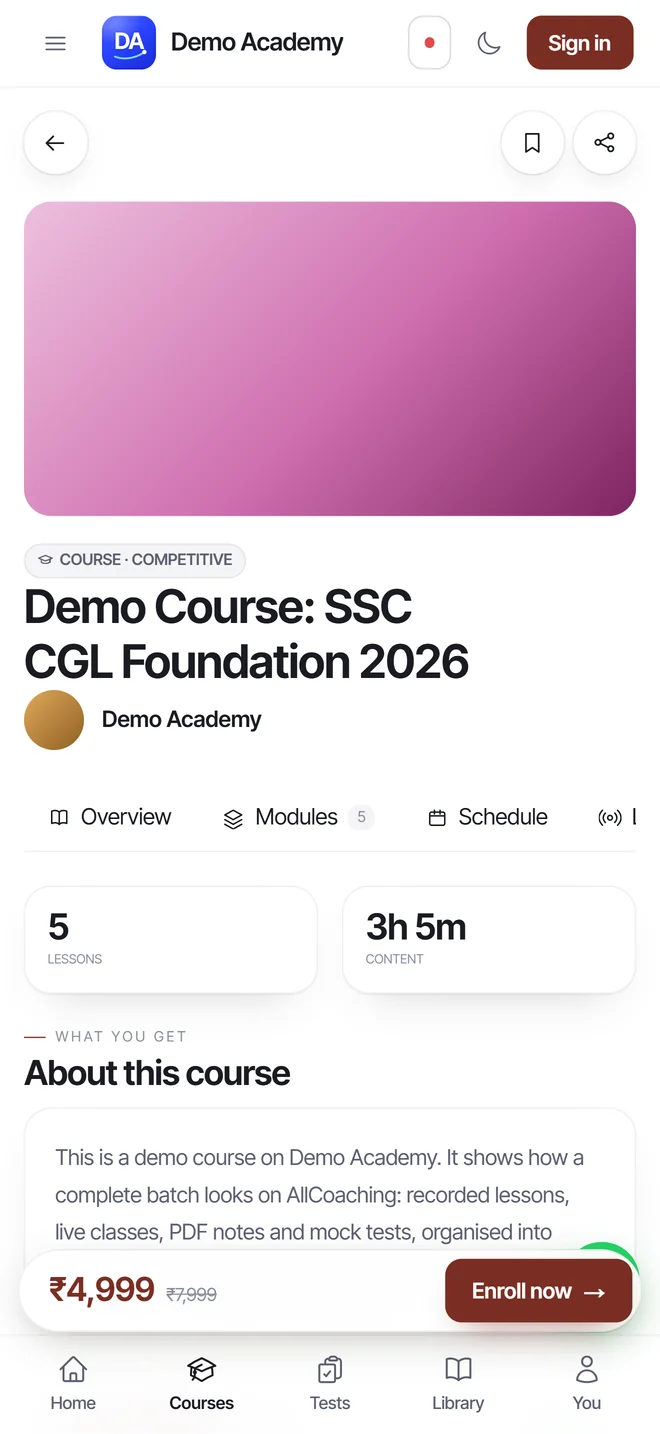 DA
Demo Academy
Sign in
COURSE · COMPETITIVE
Demo Course: SSC
CGL Foundation 2026
Demo Academy
Overview
Modules 5
Schedule
5
LESSONS
3h 5m
CONTENT
WHAT YOU GET
About this course
This is a demo course on Demo Academy. It shows how a
complete batch looks on AllCoaching: recorded lessons,
live classes, PDF notes and mock tests, organised into
₹4,999 ₹7,999
Enroll now →
Home
Courses
Tests
Library
You